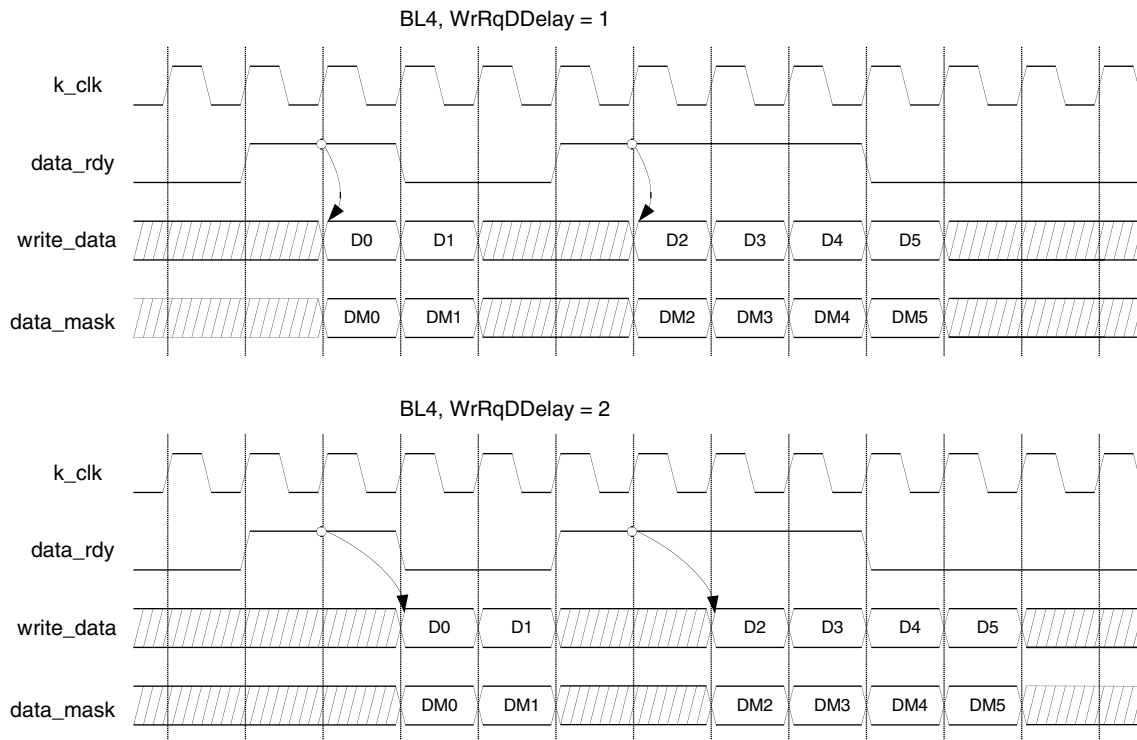 BL4, WrRqDDelay = 1
k_clk
data_rdy
write_data D0 D1 D2 D3 D4 D5
data_mask DM0 DM1 DM2 DM3 DM4 DM5
BL4, WrRqDDelay = 2
k_clk
data_rdy
write_data D0 D1 D2 D3 D4 D5
data_mask DM0 DM1 DM2 DM3 DM4 DM5